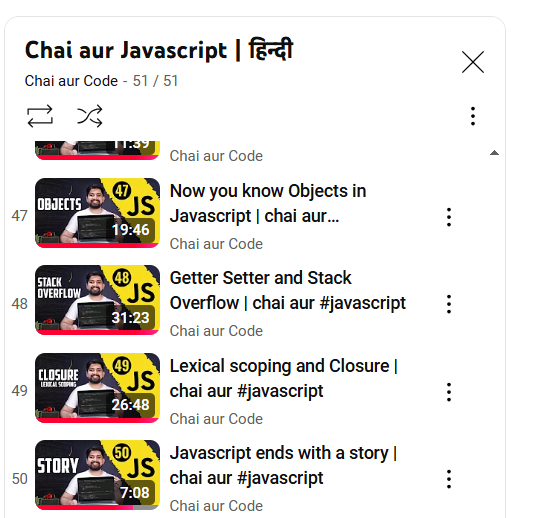 Chai aur Javascript | हिन्दी
Chai aur Code - 51 / 51
11:39
Chai aur Code
47
OBJECTS
47
JS
19:46
Now you know Objects in
Javascript | chai aur...
Chai aur Code
48
STACK
OVERFLOW
48
JS
31:23
Getter Setter and Stack
Overflow | chai aur #javascript
Chai aur Code
49
CLOSURE
LEXICAL SCOPING
49
JS
26:48
Lexical scoping and Closure |
chai aur #javascript
Chai aur Code
50
STORY
50
JS
7:08
Javascript ends with a story |
chai aur #javascript
Chai aur Code